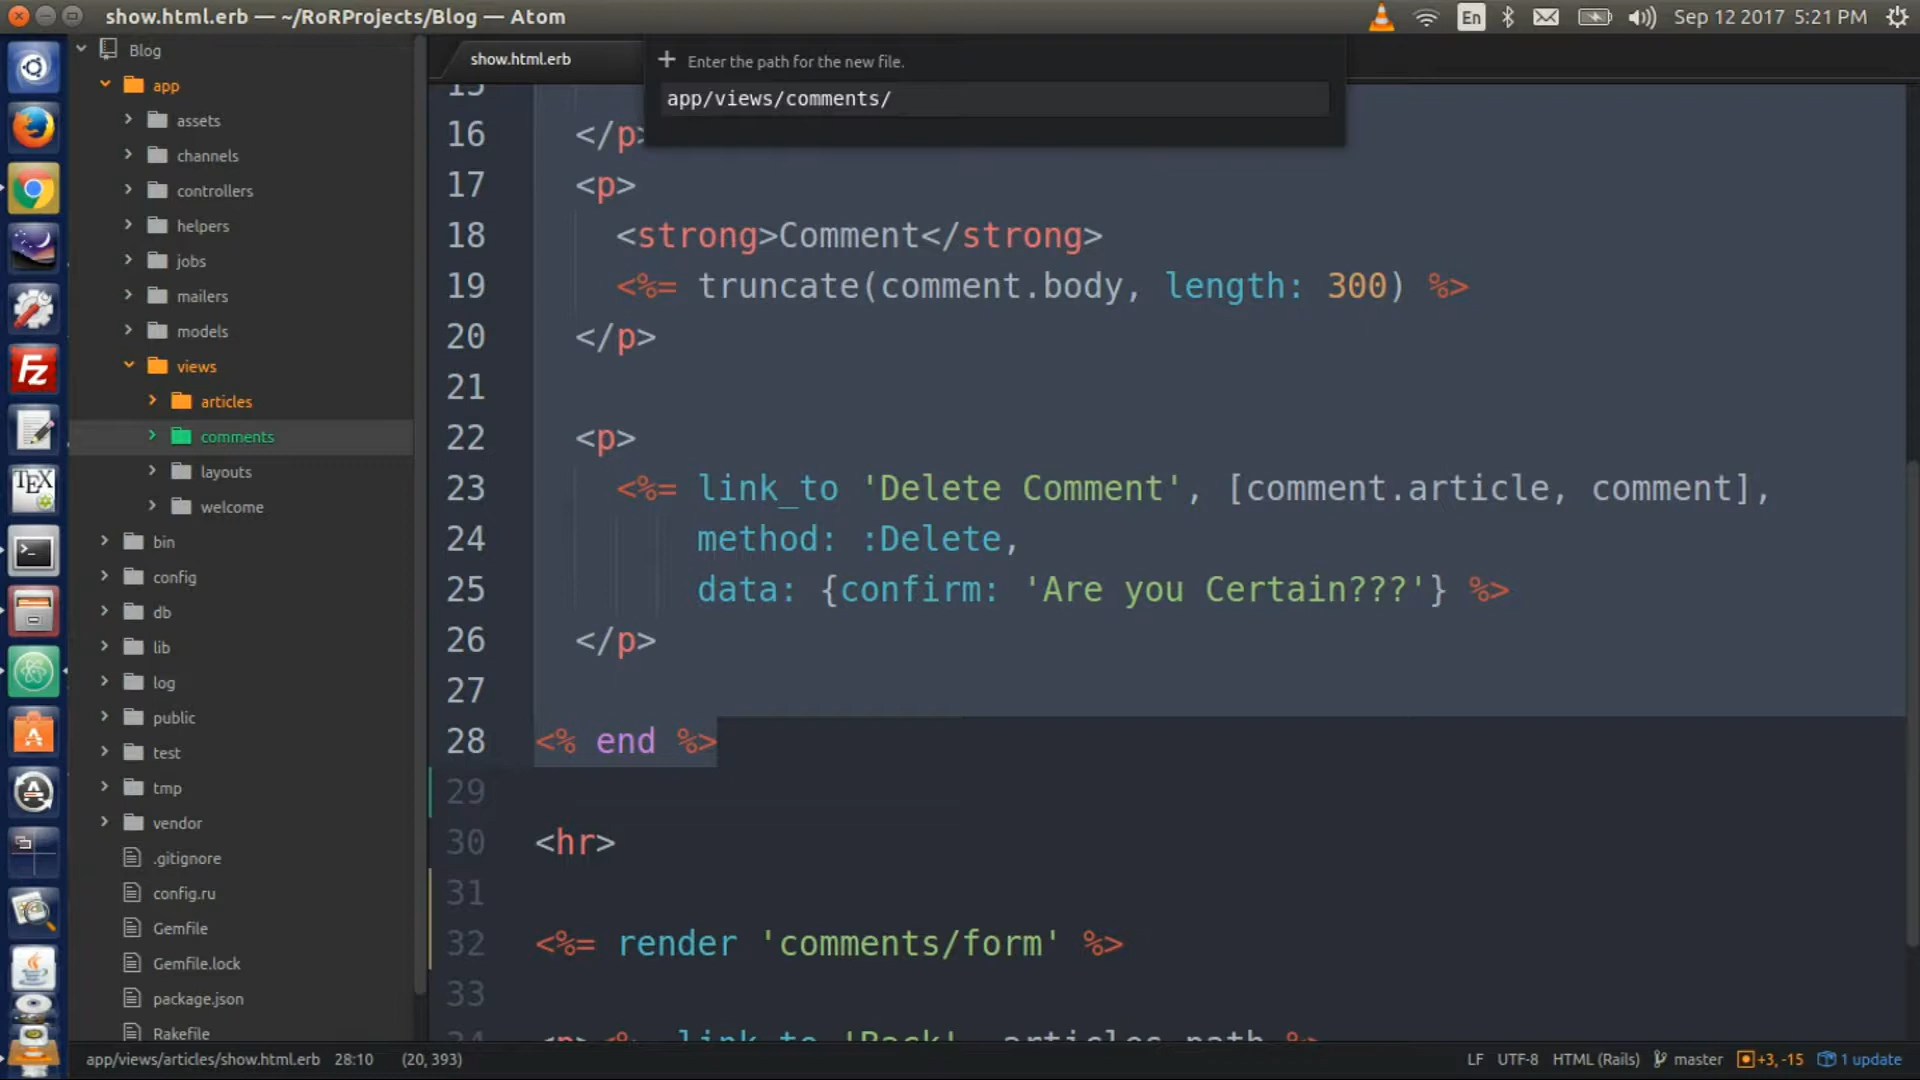 show.html.erb — ~/RoRProjects/Blog — Atom
En
Sep 12 2017 5:21 PM
Blog
app
assets
channels
controllers
helpers
jobs
mailers
models
views
articles
comments
layouts
welcome
bin
config
db
lib
log
public
test
tmp
vendor
.gitignore
config.ru
Gemfile
Gemfile.lock
package.json
Rakefile
show.html.erb
Enter the path for the new file.
app/views/comments/
15
16 </p>
17 <p>
18 <strong>Comment</strong>
19 <%= truncate(comment.body, length: 300) %>
20 </p>
21
22 <p>
23 <%= link_to 'Delete Comment', [comment.article, comment],
24 method: :Delete,
25 data: {confirm: 'Are you Certain???'} %>
26 </p>
27
28 <% end %>
29
30 <hr>
31
32 <%= render 'comments/form' %>
33
34 <p><%= link_to 'Back', articles_path %>
app/views/articles/show.html.erb 28:10 (20, 393)
LF UTF-8 HTML (Rails) master +3, -15 1 update